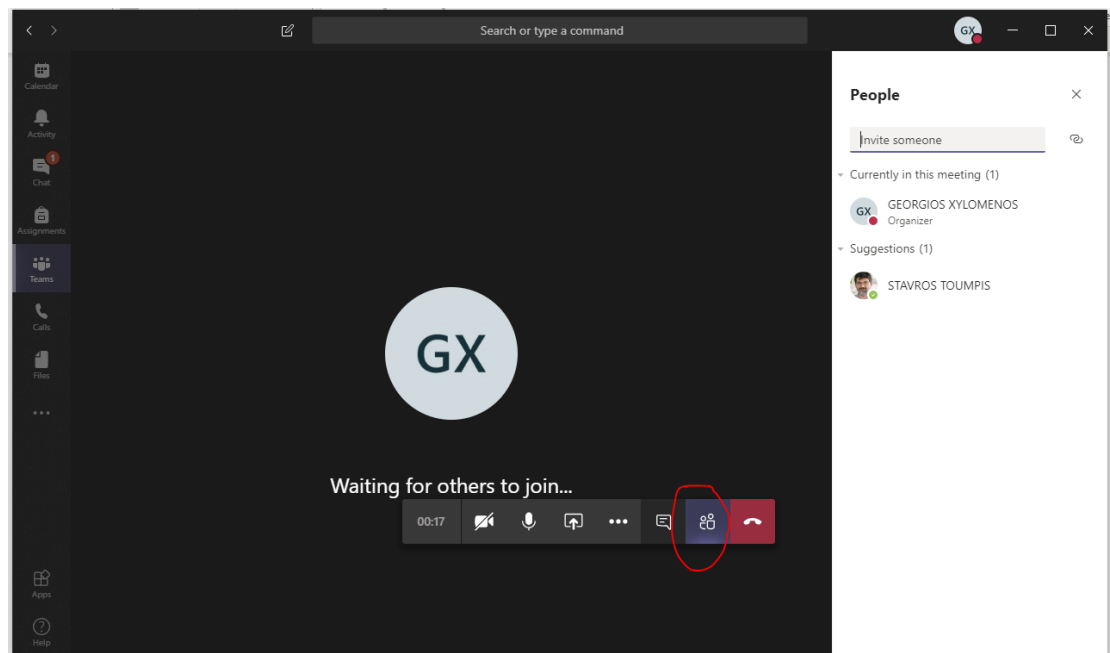 Search or type a command
GX
Calendar
Activity
1
Chat
Assignments
Teams
Calls
Files
Apps
Help
GX
Waiting for others to join...
00:17
People
Invite someone
Currently in this meeting (1)
GX
GEORGIOS XYLOMENOS
Organizer
Suggestions (1)
STAVROS TOUMPIS